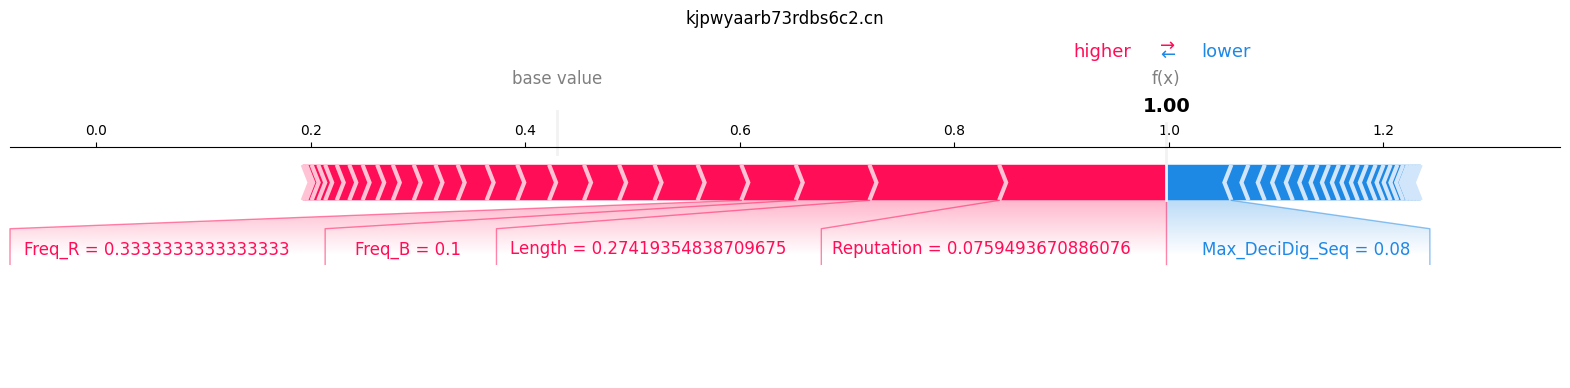 kjpwyaarb73rdbs6c2.cn
higher → ← lower
base value f(x)
1.00
0.0 0.2 0.4 0.6 0.8 1.0 1.2
Freq_R = 0.3333333333333333 Freq_B = 0.1 Length = 0.27419354838709675 Reputation = 0.0759493670886076 Max_DeciDig_Seq = 0.08